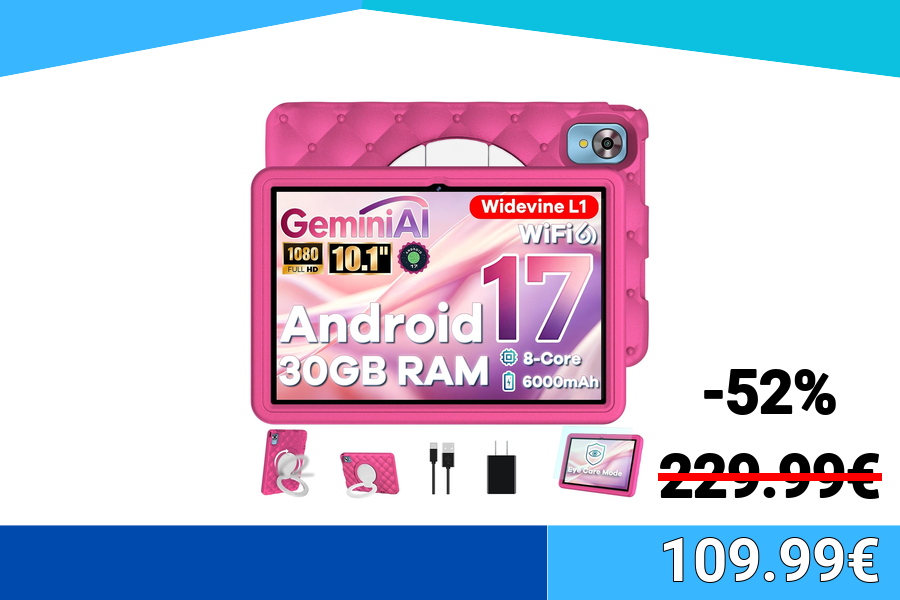 Widevine L1
GeminiAI
WiFi6
1080
FULL HD
10.1"
17
Android 17
30GB RAM
8-Core
6000mAh
Eye Care Mode
-52%
229.99€
109.99€